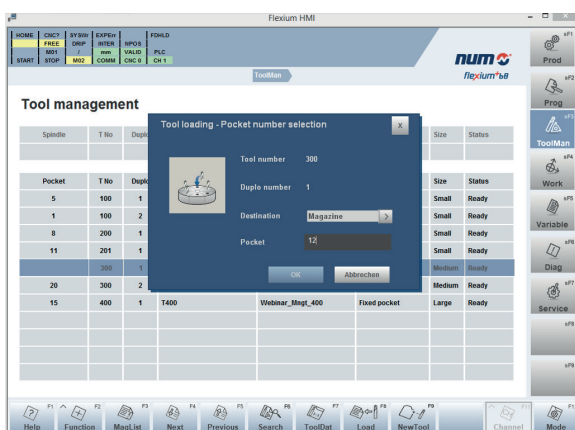 Flexium HMI
HOME CNC? SYSWr EXPErr FDHLD
FREE DRIP INTER NPOS
M01 / mm VALID PLC
START STOP M02 COMM CNC 0 CH 1
num
flexium+ 68
ToolMan
Tool management
Spindle T No Duplo Size Status
Pocket T No Duplo Size Status
5 100 1 Small Ready
1 100 2 Small Ready
8 200 1 Small Ready
11 201 1 Small Ready
300 1 Medium Ready
20 300 2 Medium Ready
15 400 1 T400 Webinar_Mngt_400 Fixed pocket Large Ready
Tool loading - Pocket number selection x
Tool number 300
Duplo number 1
Destination Magazine >
Pocket 12
OK Abbrechen
sF1
Prod
sF2
Prog
sF3
ToolMan
sF4
Work
sF5
Variable
sF6
Diag
sF7
Service
sF8
sF9
F1 F2 F3 F4 F5 F6 F7 F8 F9 F11
Help Function MagList Next Previous Search ToolDat Load NewTool Channel Mode